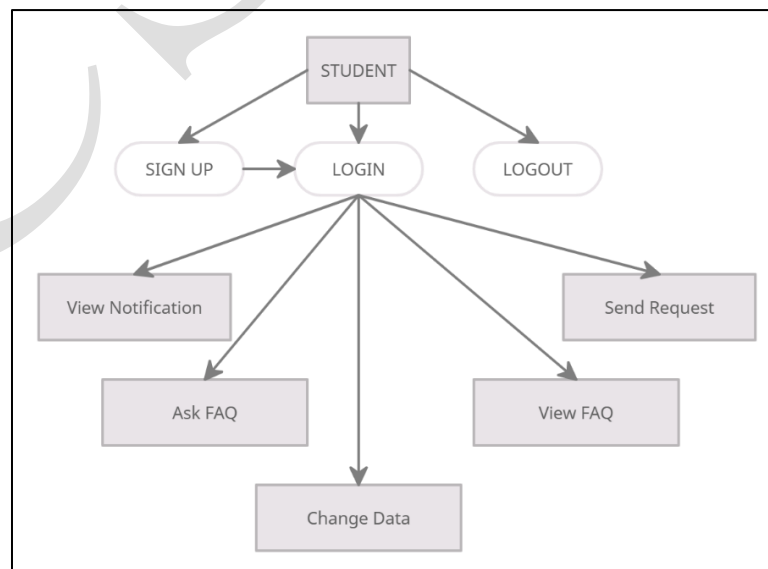 STUDENT
SIGN UP
LOGIN
LOGOUT
View Notification
Send Request
Ask FAQ
View FAQ
Change Data